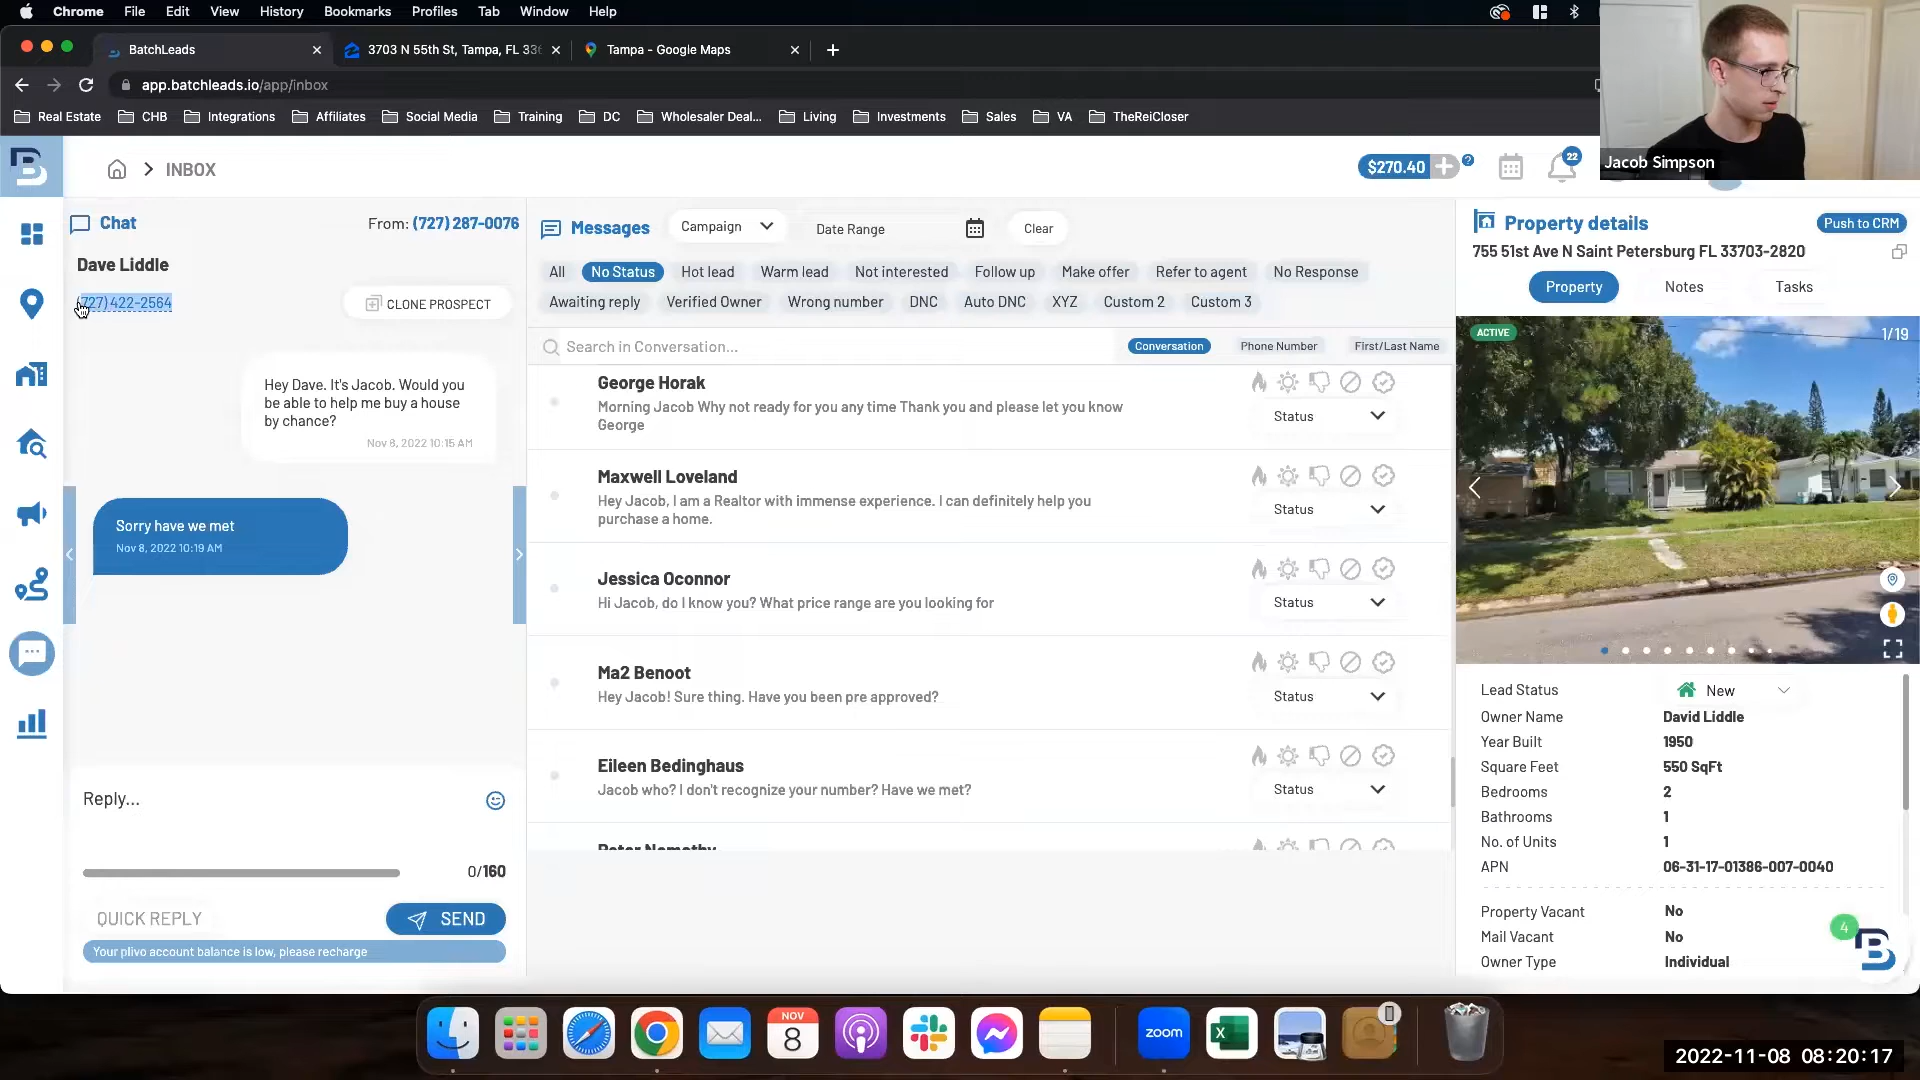 Chrome File Edit View History Bookmarks Profiles Tab Window Help
BatchLeads
3703 N 55th St, Tampa, FL 336
Tampa - Google Maps
app.batchleads.io/app/inbox
Real Estate CHB Integrations Affiliates Social Media Training DC Wholesaler Deal... Living Investments Sales VA TheReiCloser
Jacob Simpson
INBOX
$270.40
?
22
Chat
From: (727) 287-0076
Dave Liddle
(727) 422-2564
CLONE PROSPECT
Hey Dave. It's Jacob. Would you
be able to help me buy a house
by chance?
Nov 8, 2022 10:15 AM
Sorry have we met
Nov 8, 2022 10:19 AM
Reply...
0/160
QUICK REPLY
SEND
Your plivo account balance is low, please recharge
Messages
Campaign
Date Range
Clear
All No Status Hot lead Warm lead Not interested Follow up Make offer Refer to agent No Response
Awaiting reply Verified Owner Wrong number DNC Auto DNC XYZ Custom 2 Custom 3
Search in Conversation...
Conversation Phone Number First/Last Name
George Horak
Morning Jacob Why not ready for you any time Thank you and please let you know
George
Status
Maxwell Loveland
Hey Jacob, I am a Realtor with immense experience. I can definitely help you
purchase a home.
Status
Jessica Oconnor
Hi Jacob, do I know you? What price range are you looking for
Status
Ma2 Benoot
Hey Jacob! Sure thing. Have you been pre approved?
Status
Eileen Bedinghaus
Jacob who? I don't recognize your number? Have we met?
Status
Peter Nemethy
Property details
Push to CRM
755 51st Ave N Saint Petersburg FL 33703-2820
Property Notes Tasks
ACTIVE
1/19
Lead Status New
Owner Name David Liddle
Year Built 1950
Square Feet 550 SqFt
Bedrooms 2
Bathrooms 1
No. of Units 1
APN 06-31-17-01386-007-0040
Property Vacant No
Mail Vacant No
Owner Type Individual
4
NOV
8
zoom
X
2022-11-08 08:20:17